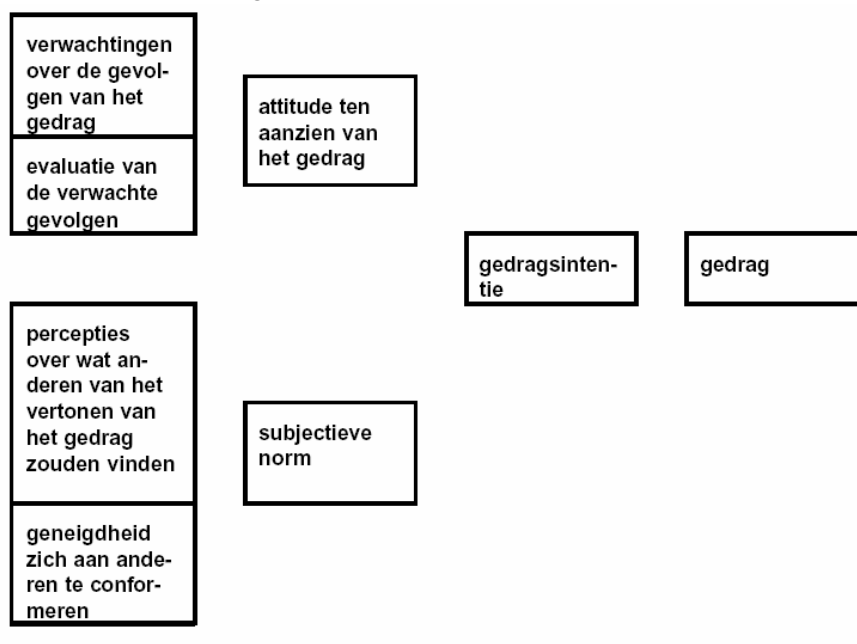 verwachtingen
over de gevol-
gen van het
gedrag
evaluatie van
de verwachte
gevolgen
attitude ten
aanzien van
het gedrag
gedragsinten-
tie
gedrag
percepties
over wat an-
deren van het
vertonen van
het gedrag
zouden vinden
geneigdheid
zich aan ande-
ren te confor-
meren
subjectieve
norm